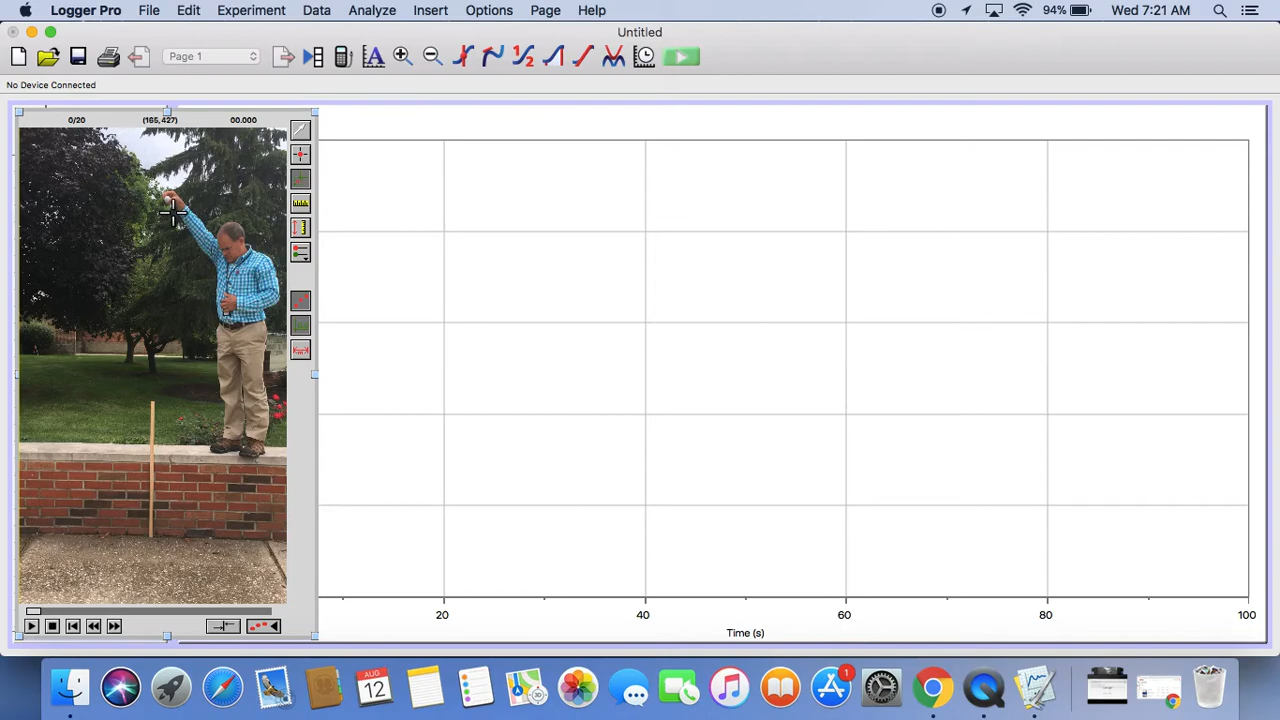 Logger Pro File Edit Experiment Data Analyze Insert Options Page Help 94% Wed 7:21 AM
Untitled
Page 1
No Device Connected
0/20 (165,427) 00.000
20 40 60 80 100
Time (s)
AUG
12
1